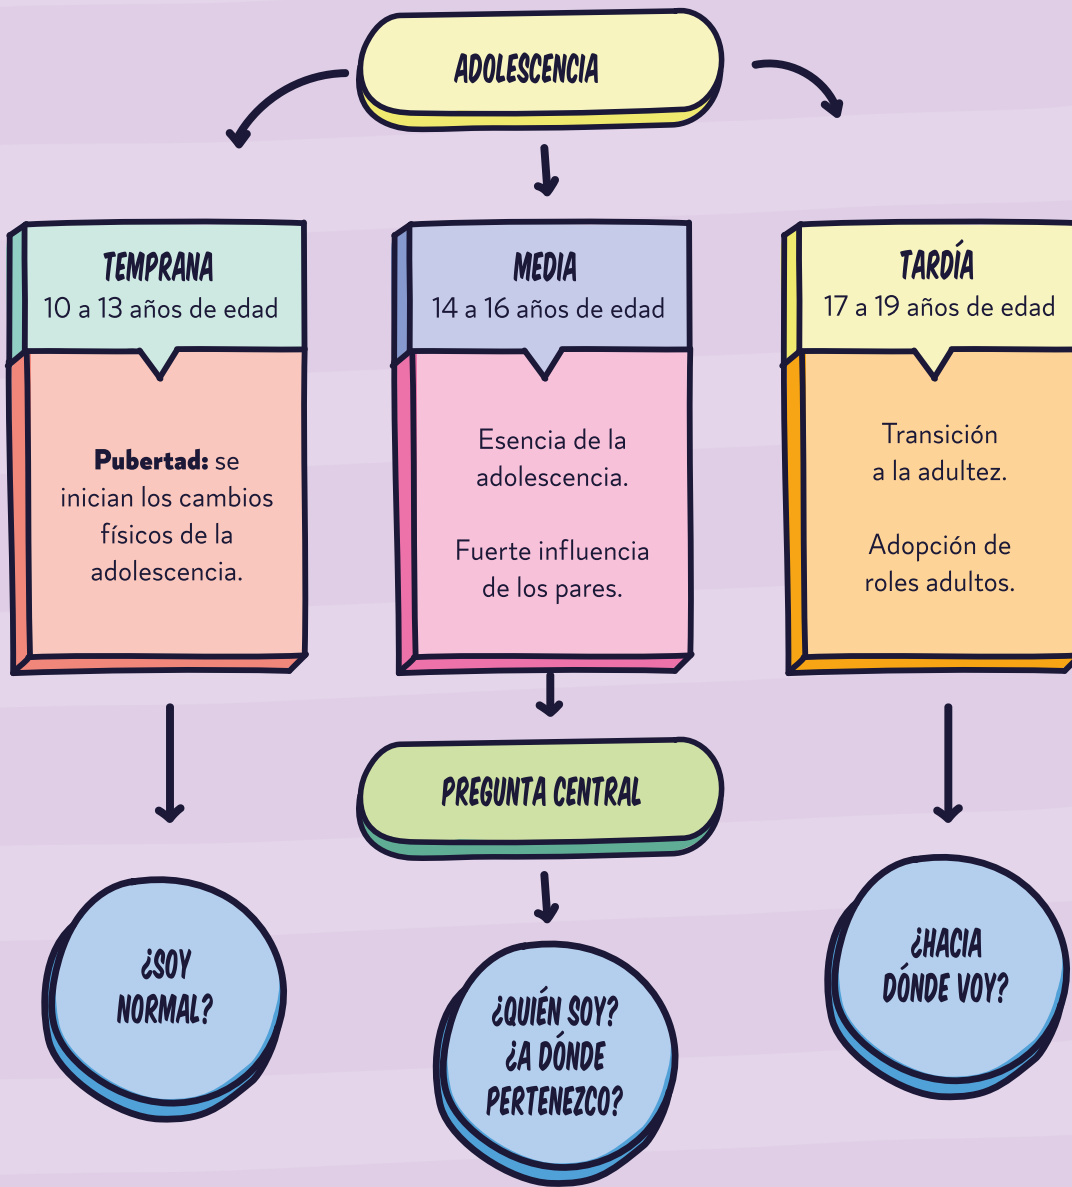 ADOLESCENCIA
TEMPRANA
10 a 13 años de edad
Pubertad: se
inician los cambios
físicos de la
adolescencia.
MEDIA
14 a 16 años de edad
Esencia de la
adolescencia.
Fuerte influencia
de los pares.
TARDÍA
17 a 19 años de edad
Transición
a la adultez.
Adopción de
roles adultos.
PREGUNTA CENTRAL
¿SOY
NORMAL?
¿QUIÉN SOY?
¿A DÓNDE
PERTENEZCO?
¿HACIA
DÓNDE VOY?